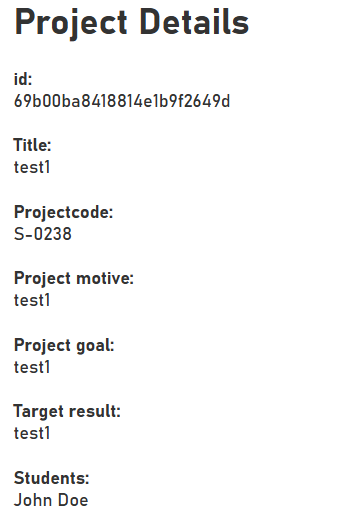 Project Details
id:
69b00ba8418814e1b9f2649d
Title:
test1
Projectcode:
S-0238
Project motive:
test1
Project goal:
test1
Target result:
test1
Students:
John Doe